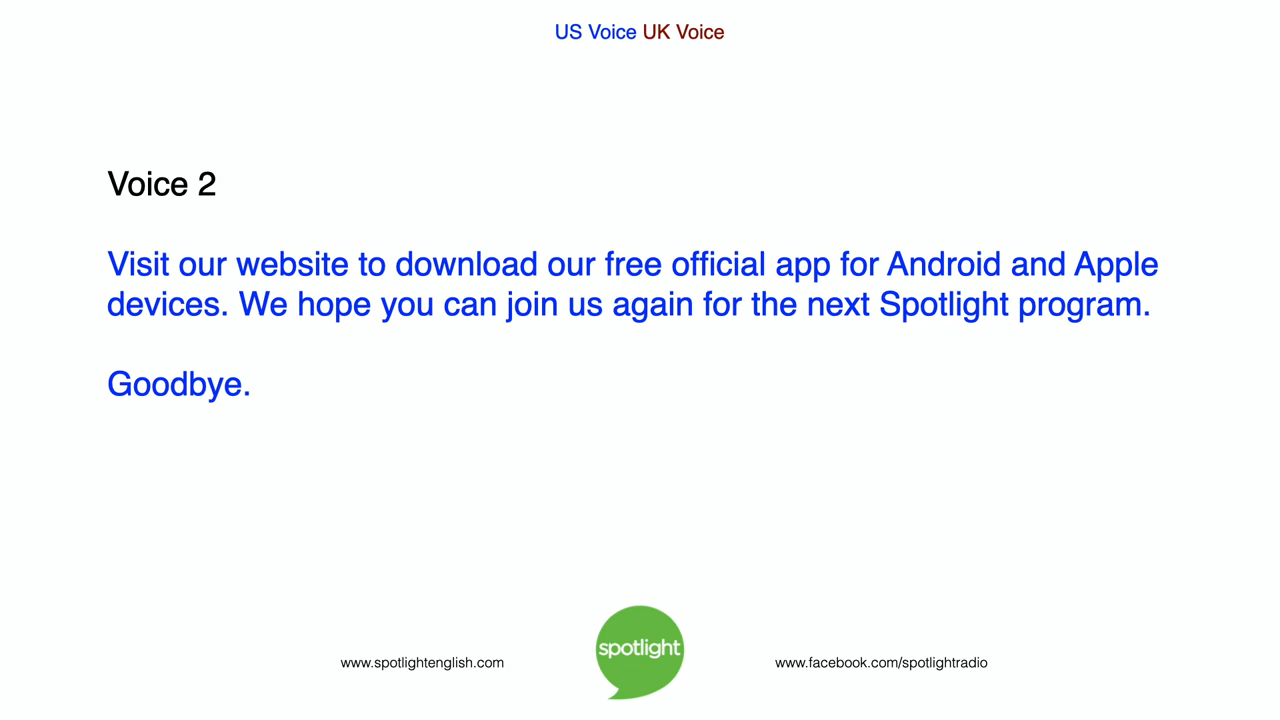 US Voice UK Voice
Voice 2
Visit our website to download our free official app for Android and Apple
devices. We hope you can join us again for the next Spotlight program.
Goodbye.
spotlight
www.spotlightenglish.com
www.facebook.com/spotlightradio